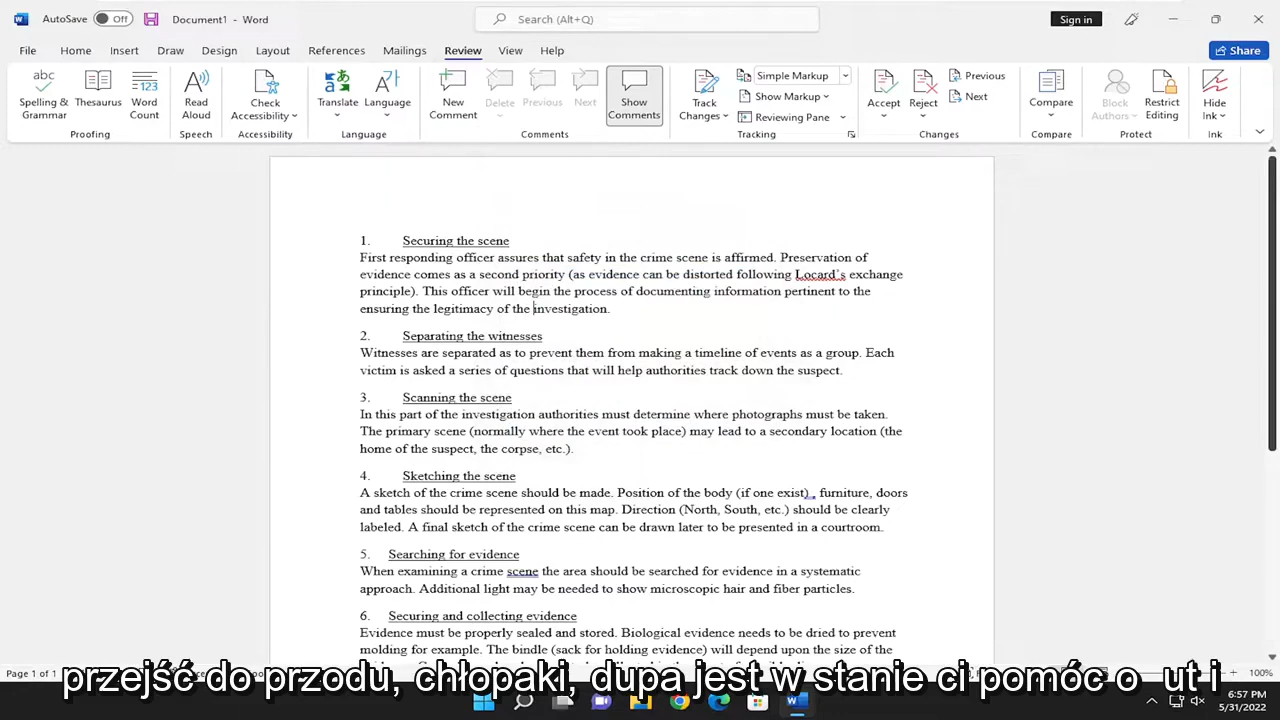 AutoSave Off Document1 - Word Search (Alt+Q) Sign in
File Home Insert Draw Design Layout References Mailings Review View Help Share
Spelling & Grammar Thesaurus Word Count Read Aloud Check Accessibility Translate Language New Comment Delete Previous Next Show Comments Track Changes Simple Markup Show Markup Reviewing Pane Accept Reject Previous Next Compare Block Authors Restrict Editing Hide Ink
Proofing Speech Accessibility Language Comments Tracking Changes Compare Protect Ink
1. Securing the scene
First responding officer assures that safety in the crime scene is affirmed. Preservation of
evidence comes as a second priority (as evidence can be distorted following Locard's exchange
principle). This officer will begin the process of documenting information pertinent to the
ensuring the legitimacy of the investigation.
2. Separating the witnesses
Witnesses are separated as to prevent them from making a timeline of events as a group. Each
victim is asked a series of questions that will help authorities track down the suspect.
3. Scanning the scene
In this part of the investigation authorities must determine where photographs must be taken.
The primary scene (normally where the event took place) may lead to a secondary location (the
home of the suspect, the corpse, etc.).
4. Sketching the scene
A sketch of the crime scene should be made. Position of the body (if one exist) , furniture, doors
and tables should be represented on this map. Direction (North, South, etc.) should be clearly
labeled. A final sketch of the crime scene can be drawn later to be presented in a courtroom.
5. Searching for evidence
When examining a crime scene the area should be searched for evidence in a systematic
approach. Additional light may be needed to show microscopic hair and fiber particles.
6. Securing and collecting evidence
Evidence must be properly sealed and stored. Biological evidence needs to be dried to prevent
molding for example. The bindle (sack for holding evidence) will depend upon the size of the
przejść do przodu, chłopaki, dupa jest w stanie ci pomóc o ut i
Page 1 of 1 100%
6:57 PM
5/31/2022